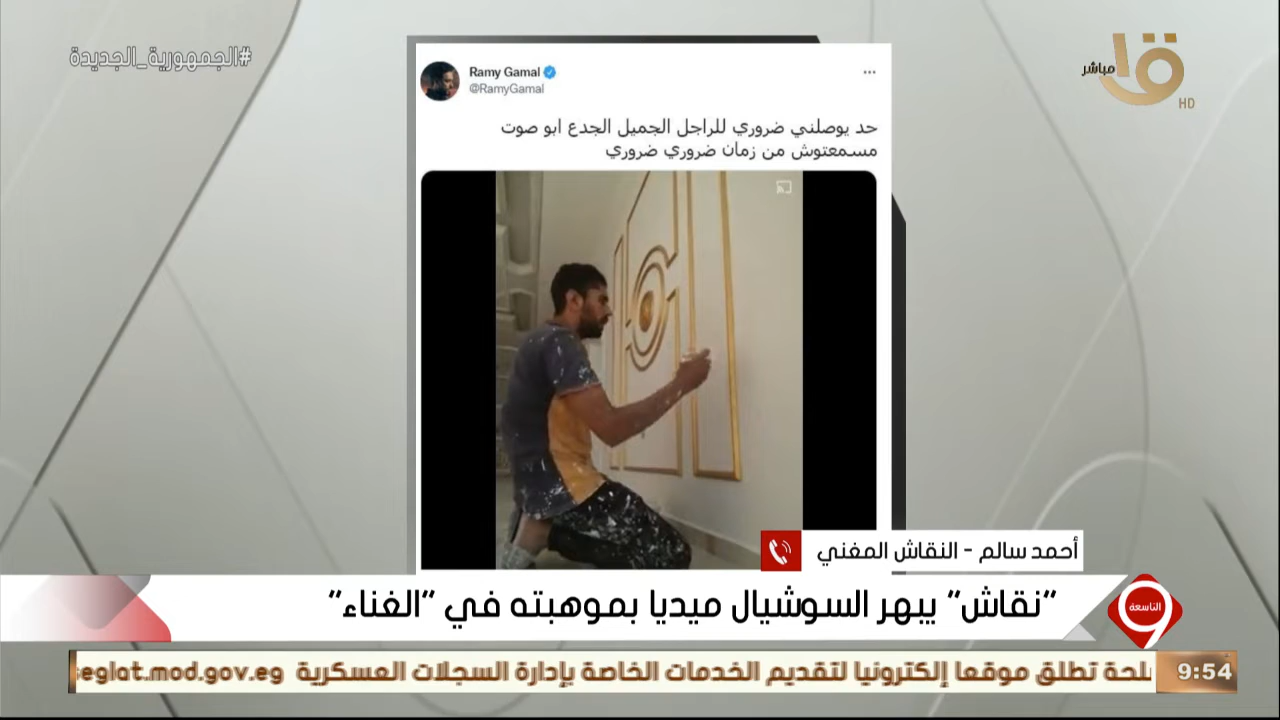 #الجمهورية_الجديدة
مباشر
HD
Ramy Gamal
@RamyGamal
حد يوصلني ضروري للراجل الجميل الجدع ابو صوت
مسمعتوش من زمان ضروري ضروري
أحمد سالم - النقاش المغني
"نقاش" يبهر السوشيال ميديا بموهبته في "الغناء"
التاسعة
9
تطلق موقعا إلكترونيا لتقديم الخدمات الخاصة بإدارة السجلات العسكرية eglat.mod.gov.eg
9:54